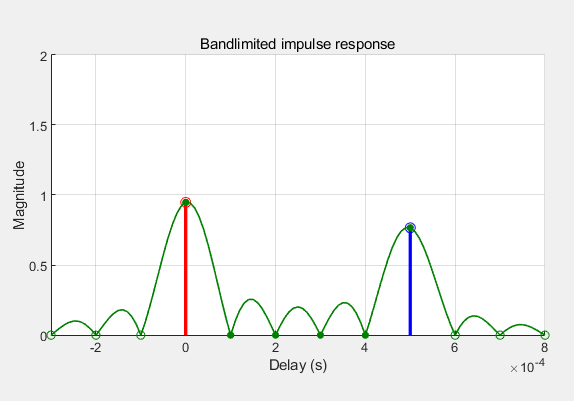 Bandlimited impulse response
2
1.5
1
0.5
0
Magnitude
-2 0 2 4 6 8
Delay (s)
×10-4